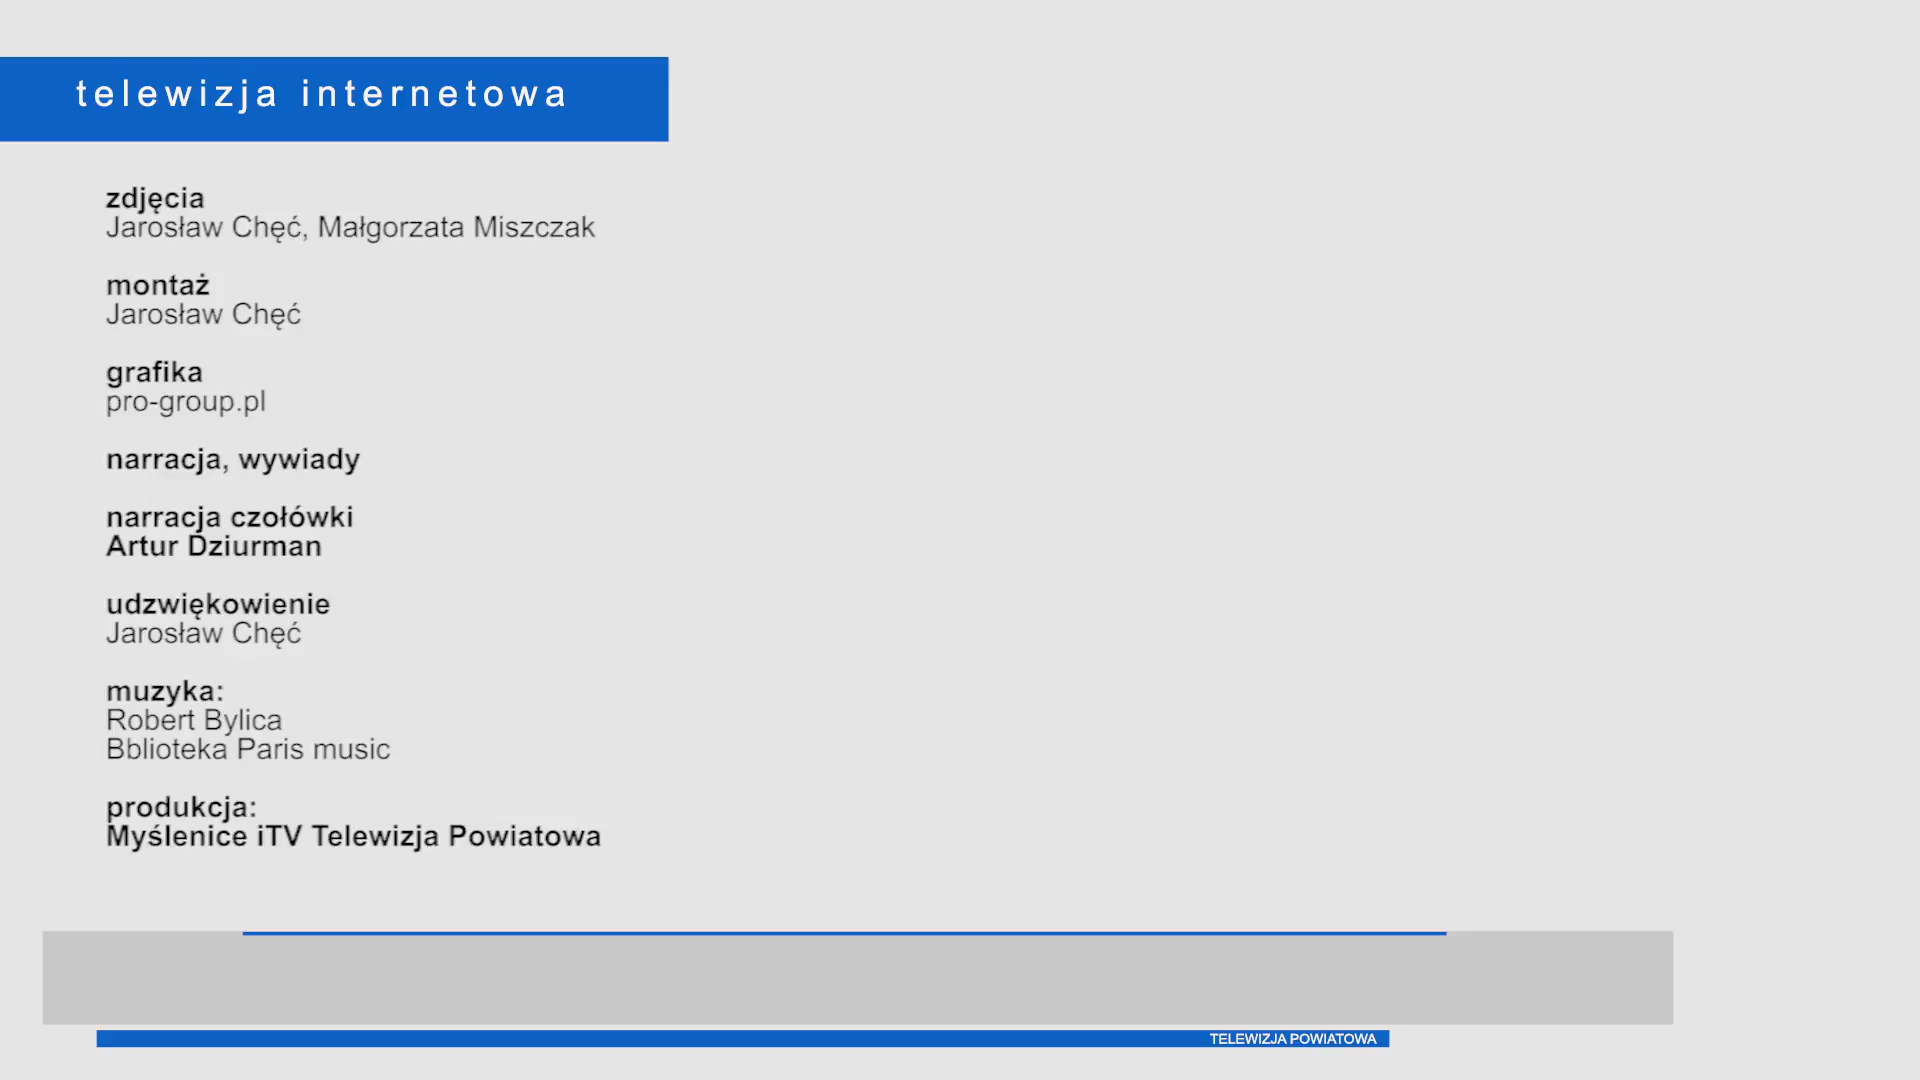 telewizja internetowa
zdjęcia
Jarosław Chęć, Małgorzata Miszczak
montaż
Jarosław Chęć
grafika
pro-group.pl
narracja, wywiady
narracja czołówki
Artur Dziurman
udzwiękowienie
Jarosław Chęć
muzyka:
Robert Bylica
Bblioteka Paris music
produkcja:
Myślenice iTV Telewizja Powiatowa
TELEWIZJA POWIATOWA